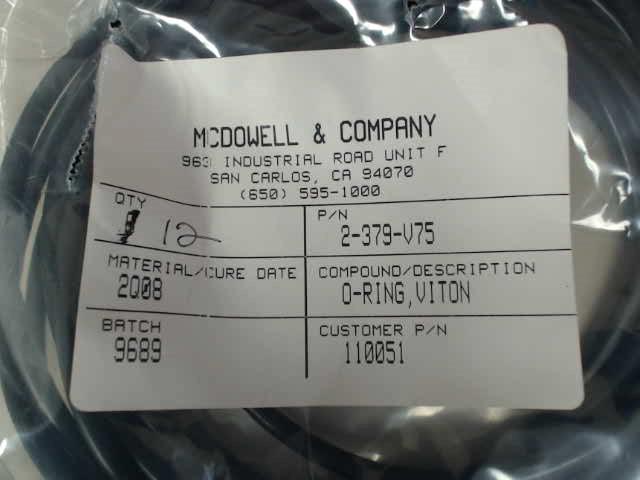 MCDOWELL & COMPANY
963 INDUSTRIAL ROAD UNIT F
SAN CARLOS, CA 94070
(650) 595-1000
QTY
12
P/N
2-379-V75
MATERIAL/CURE DATE
2Q08
COMPOUND/DESCRIPTION
O-RING,VITON
BATCH
9689
CUSTOMER P/N
110051